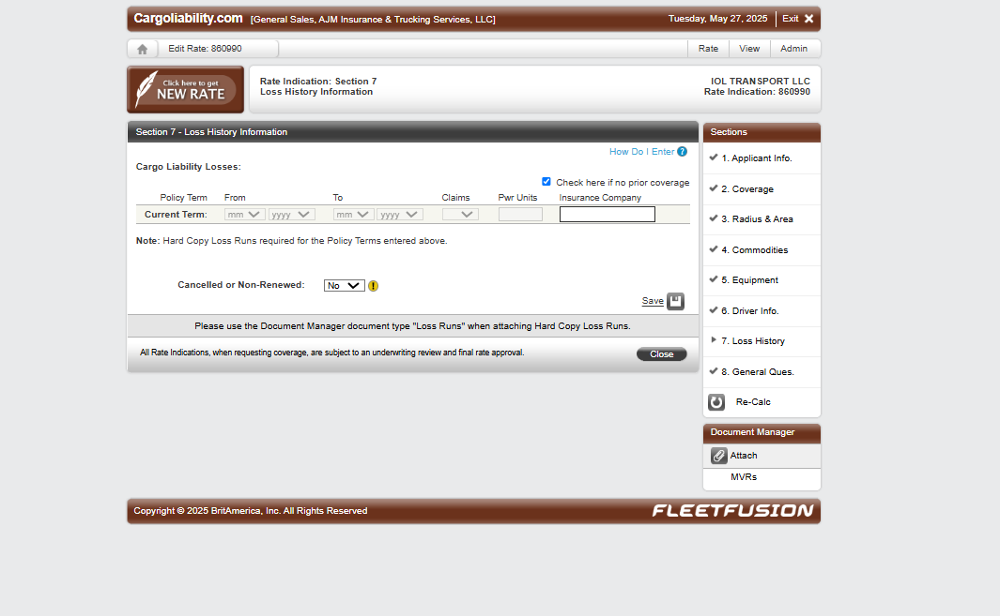 Cargoliability.com [General Sales, AJM Insurance & Trucking Services, LLC] Tuesday, May 27, 2025 Exit
Edit Rate: 860990 Rate View Admin
Click here to get
NEW RATE
Rate Indication: Section 7
Loss History Information
IOL TRANSPORT LLC
Rate Indication: 860990
Section 7 - Loss History Information
How Do I Enter ?
Cargo Liability Losses:
Check here if no prior coverage
Policy Term From To Claims Pwr Units Insurance Company
Current Term: mm yyyy mm yyyy
Note: Hard Copy Loss Runs required for the Policy Terms entered above.
Cancelled or Non-Renewed: No !
Save
Please use the Document Manager document type "Loss Runs" when attaching Hard Copy Loss Runs.
All Rate Indications, when requesting coverage, are subject to an underwriting review and final rate approval.
Close
Sections
1. Applicant Info.
2. Coverage
3. Radius & Area
4. Commodities
5. Equipment
6. Driver Info.
7. Loss History
8. General Ques.
Re-Calc
Document Manager
Attach
MVRs
Copyright © 2025 BritAmerica, Inc. All Rights Reserved
FLEETFUSION